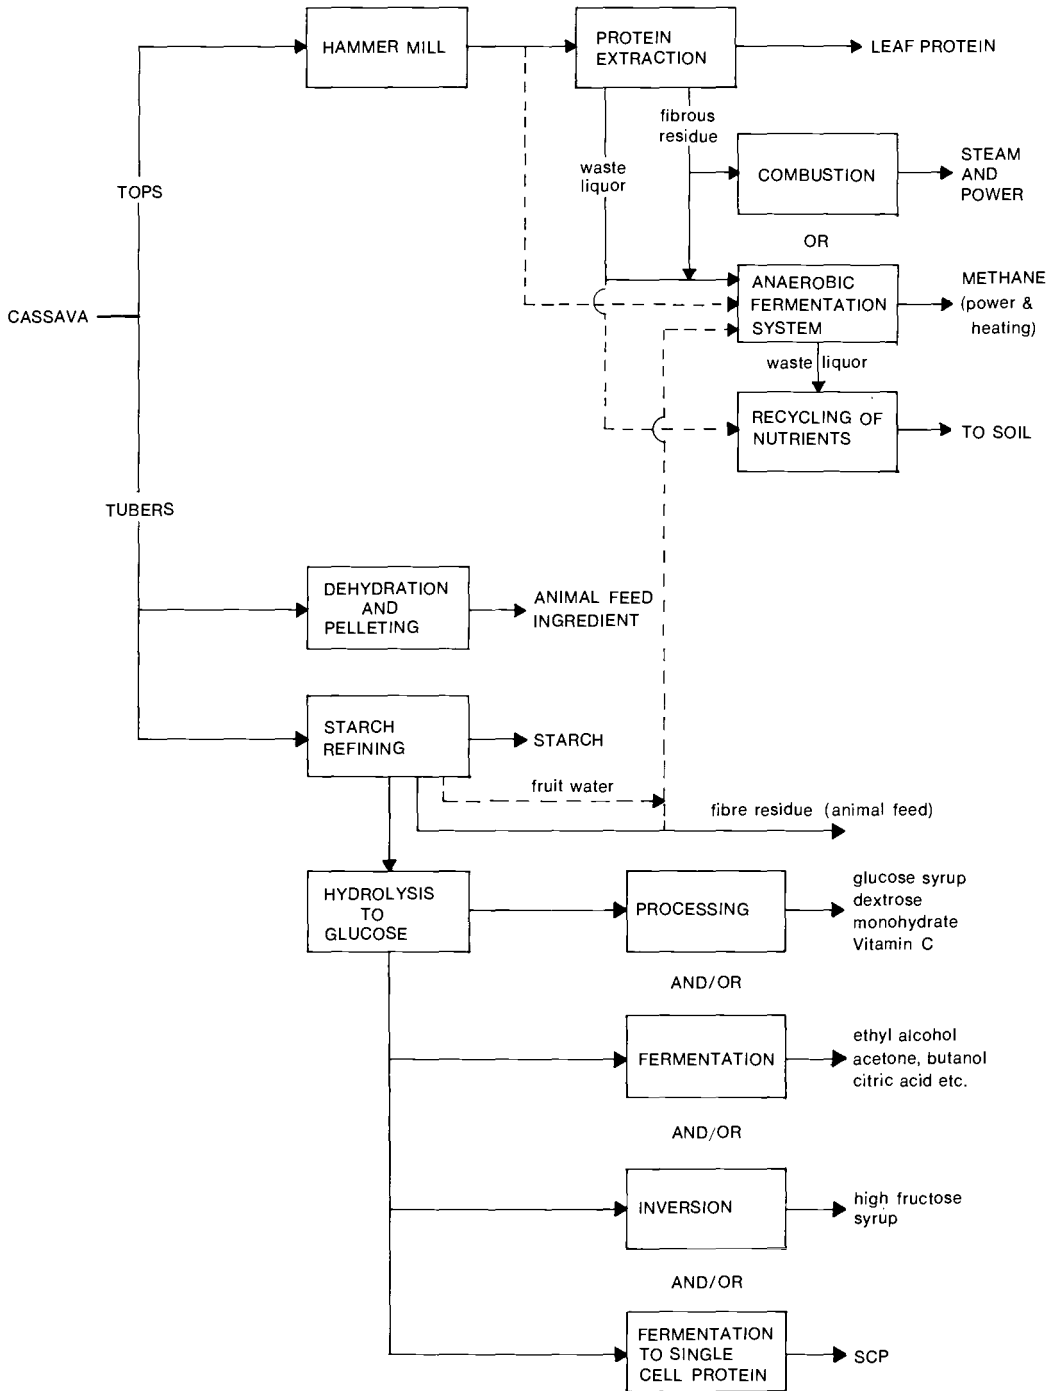 HAMMER MILL
PROTEIN
EXTRACTION
LEAF PROTEIN
fibrous
residue
waste
liquor
COMBUSTION
STEAM
AND
POWER
TOPS
OR
ANAEROBIC
FERMENTATION
SYSTEM
METHANE
(power &
heating)
CASSAVA
waste liquor
RECYCLING OF
NUTRIENTS
TO SOIL
TUBERS
DEHYDRATION
AND
PELLETING
ANIMAL FEED
INGREDIENT
STARCH
REFINING
STARCH
fruit water
fibre residue (animal feed)
HYDROLYSIS
TO
GLUCOSE
PROCESSING
glucose syrup
dextrose
monohydrate
Vitamin C
AND/OR
FERMENTATION
ethyl alcohol
acetone, butanol
citric acid etc.
AND/OR
INVERSION
high fructose
syrup
AND/OR
FERMENTATION
TO SINGLE
CELL PROTEIN
SCP